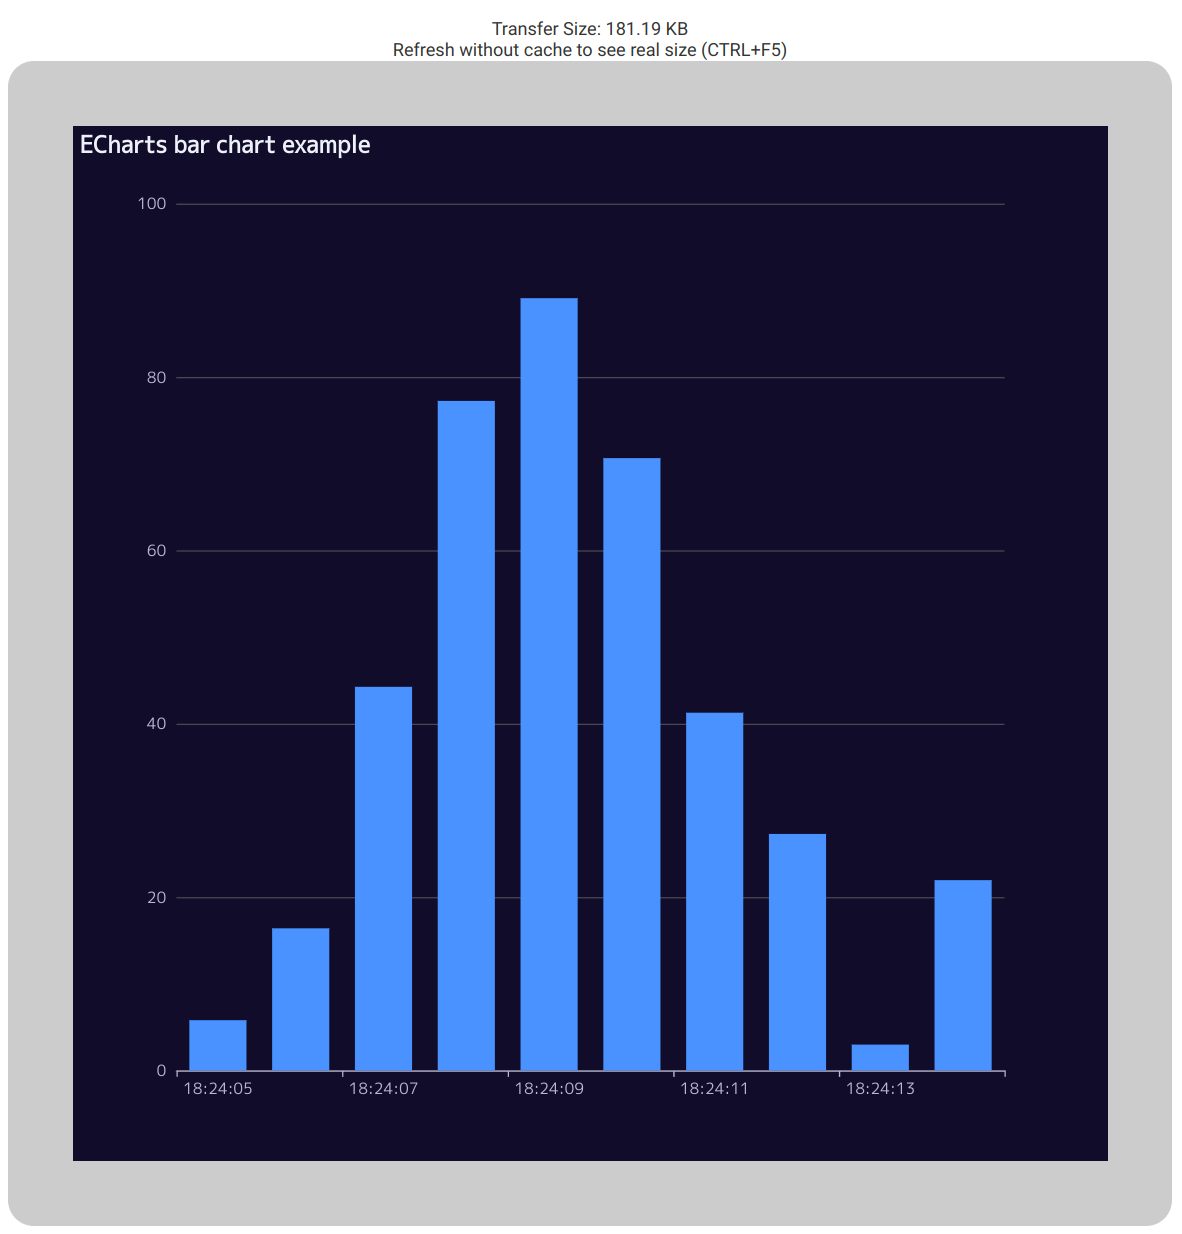 Transfer Size: 181.19 KB
Refresh without cache to see real size (CTRL+F5)
ECharts bar chart example
100
80
60
40
20
0
18:24:05 18:24:07 18:24:09 18:24:11 18:24:13